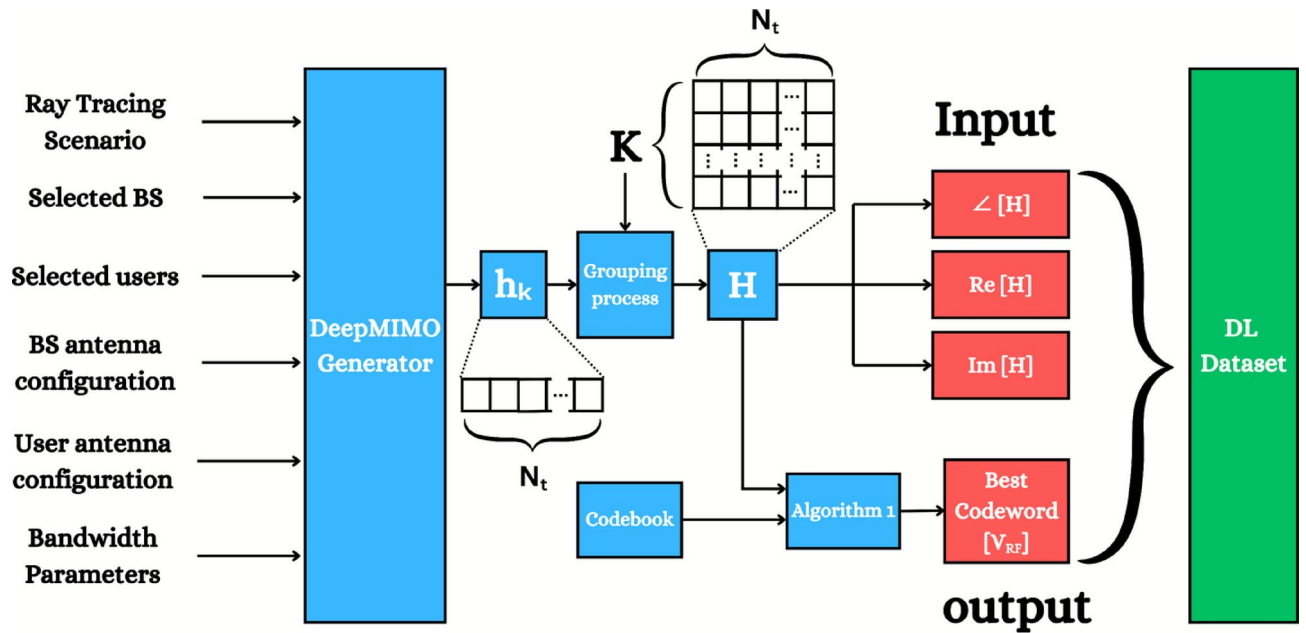 Ray Tracing
Scenario
Selected BS
Selected users
BS antenna
configuration
User antenna
configuration
Bandwidth
Parameters
DeepMIMO
Generator
hₖ
Nₜ
K
Grouping
process
Nₜ
H
Codebook
Algorithm 1
Input
∠ [H]
Re [H]
Im [H]
Best
Codeword
[V_RF]
output
DL
Dataset